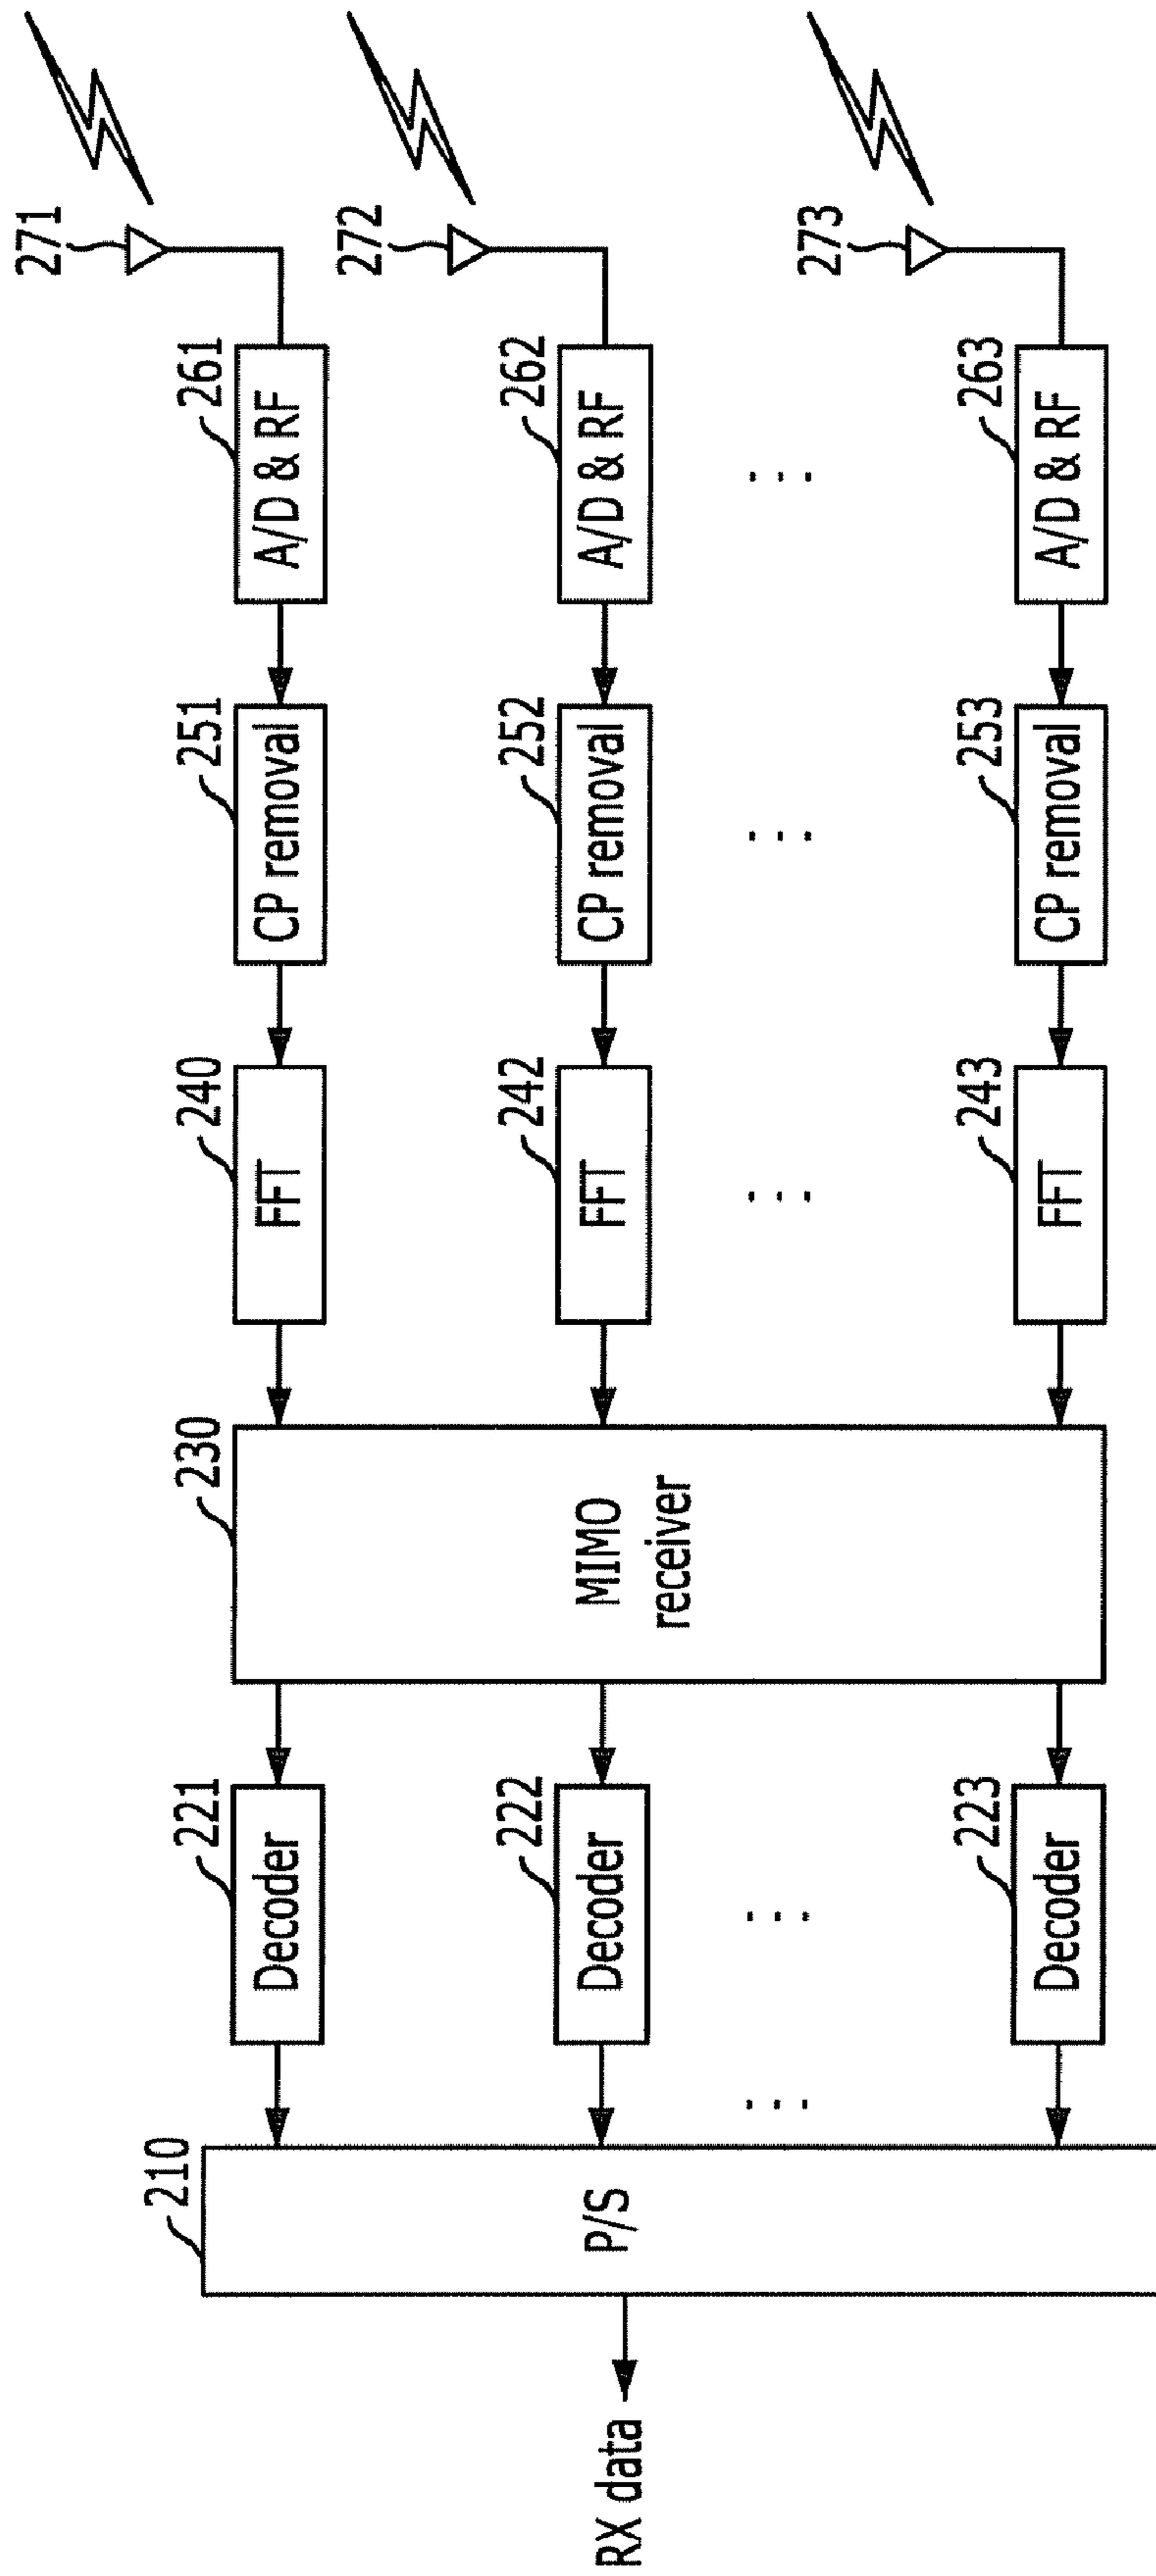 210
221
230
240
251
261
271
RX data
P/S
Decoder
MIMO
receiver
FFT
CP removal
A/D & RF
222
242
252
262
272
Decoder
FFT
CP removal
A/D & RF
. . .
. . .
. . .
. . .
. . .
223
243
253
263
273
Decoder
FFT
CP removal
A/D & RF